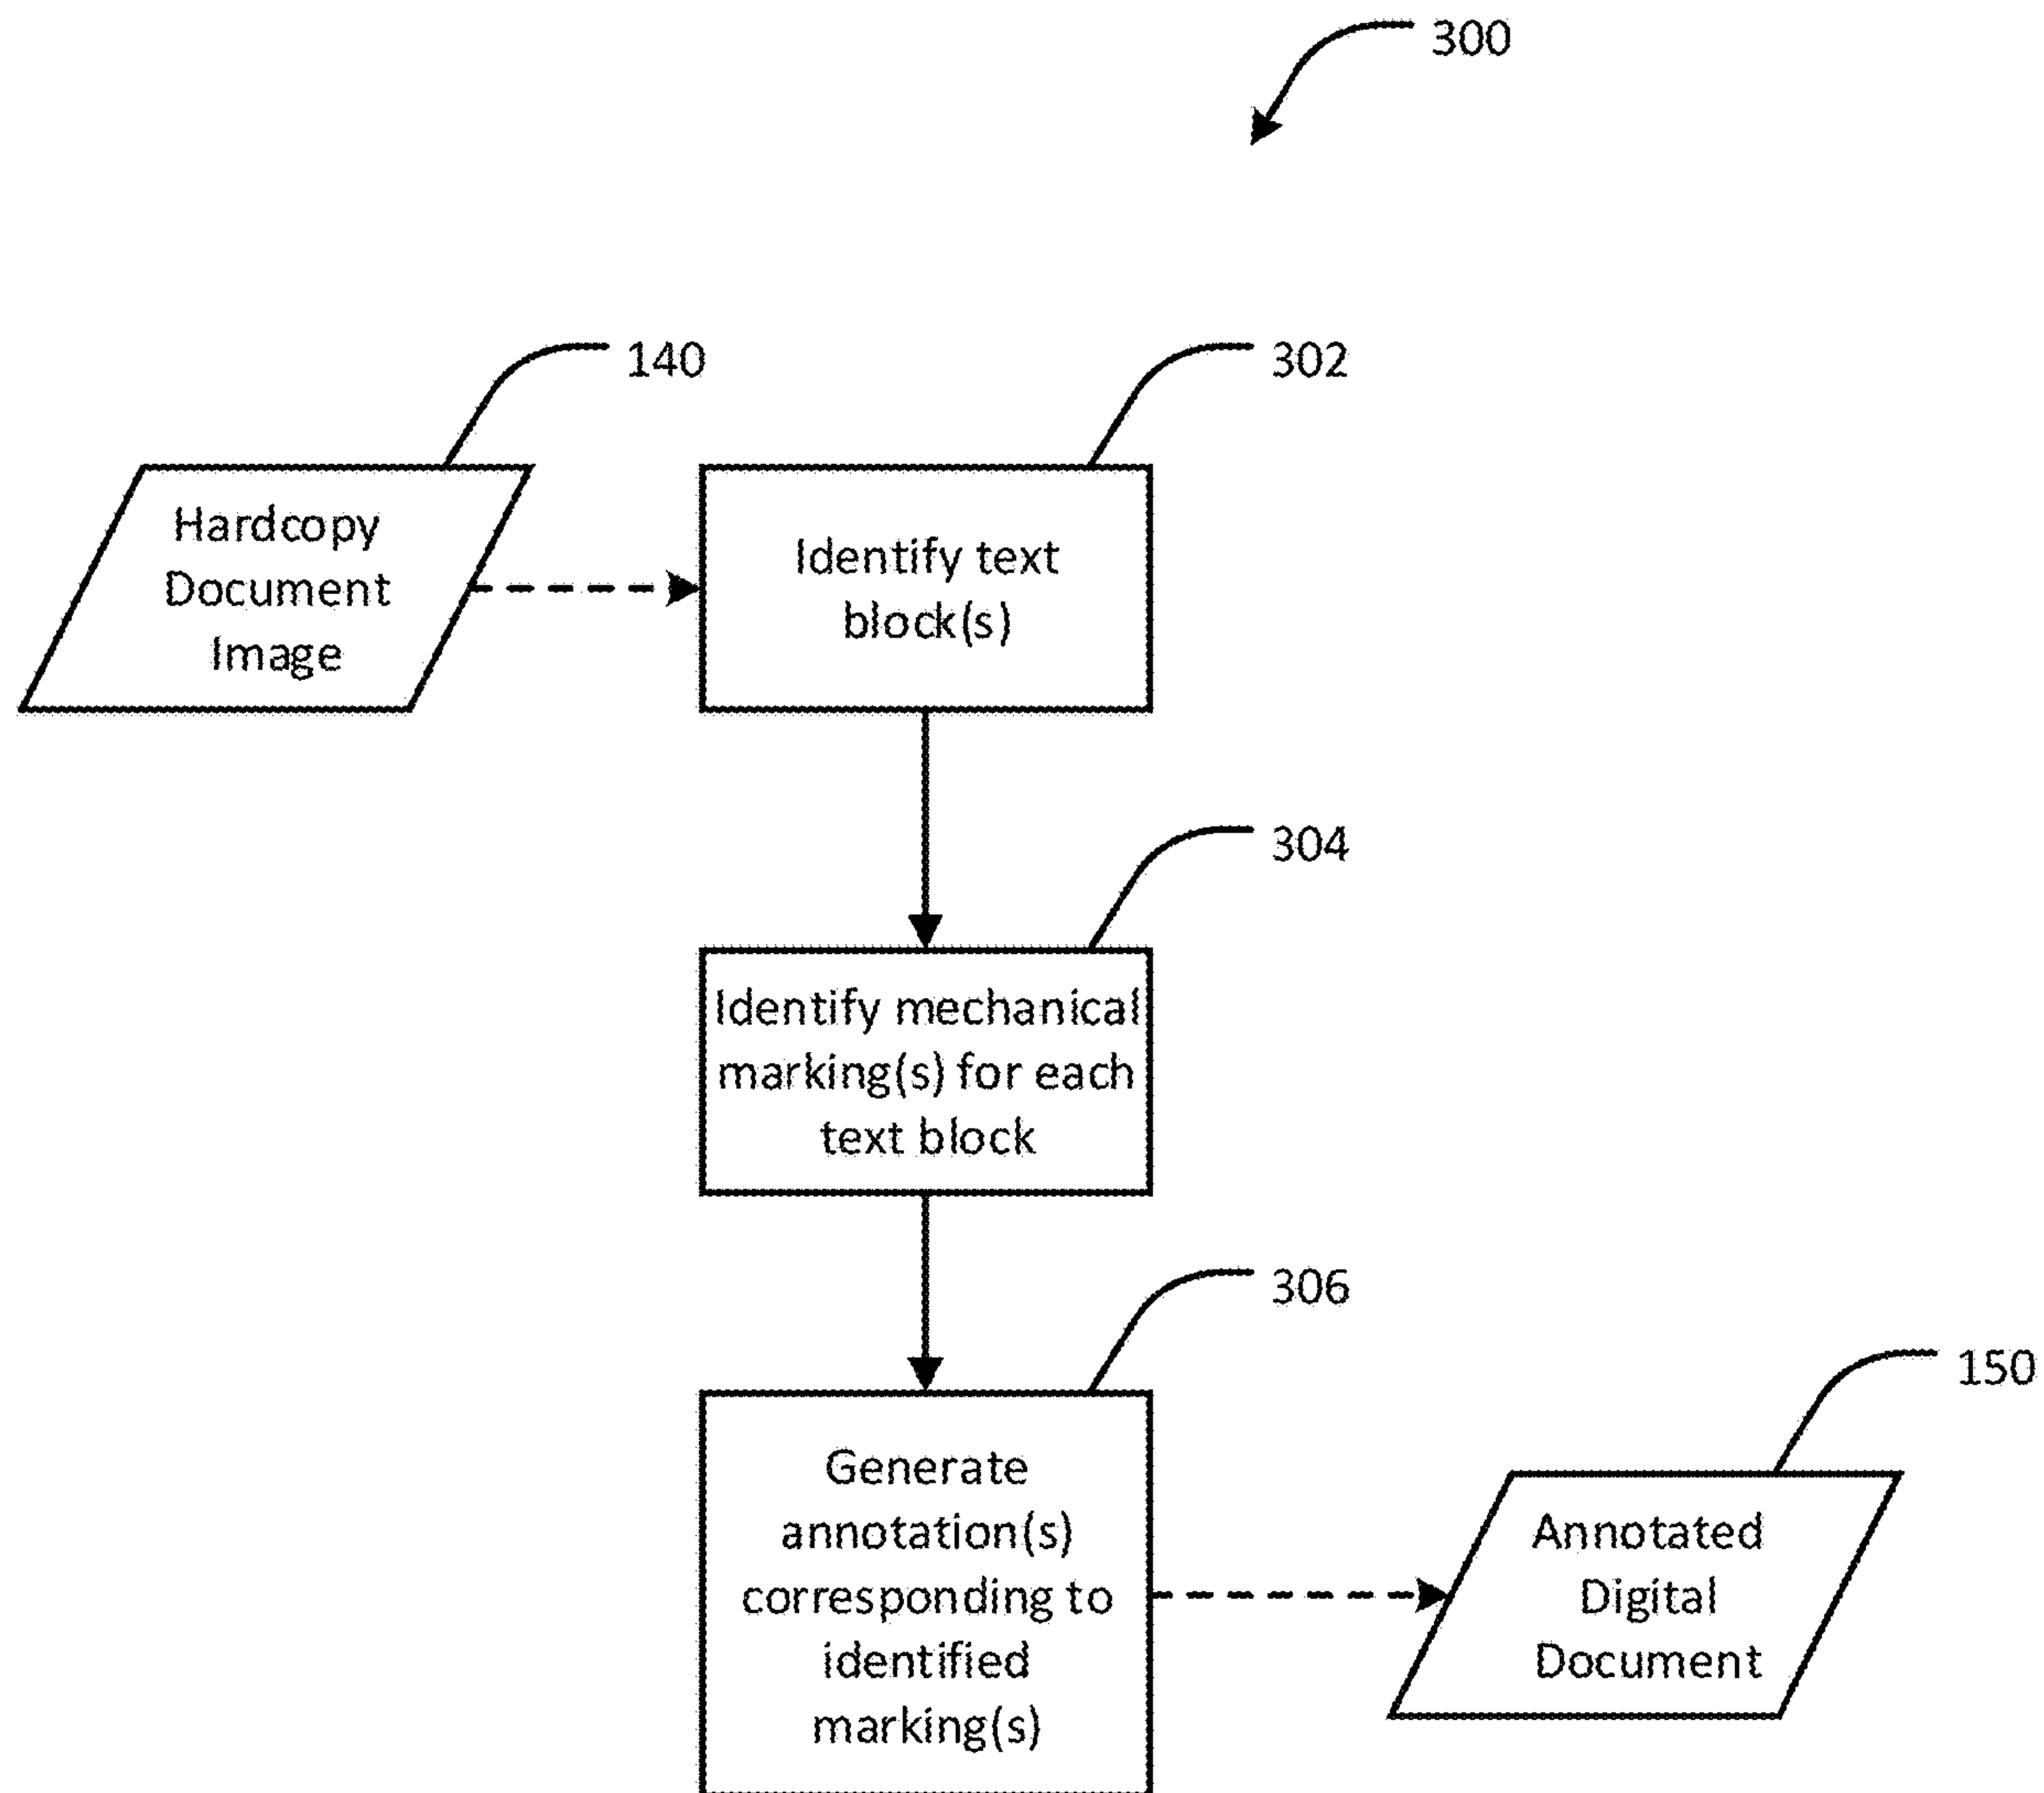 300
140
302
Hardcopy
Document
Image
Identify text
block(s)
304
Identify mechanical
marking(s) for each
text block
306
150
Generate
annotation(s)
corresponding to
identified
marking(s)
Annotated
Digital
Document